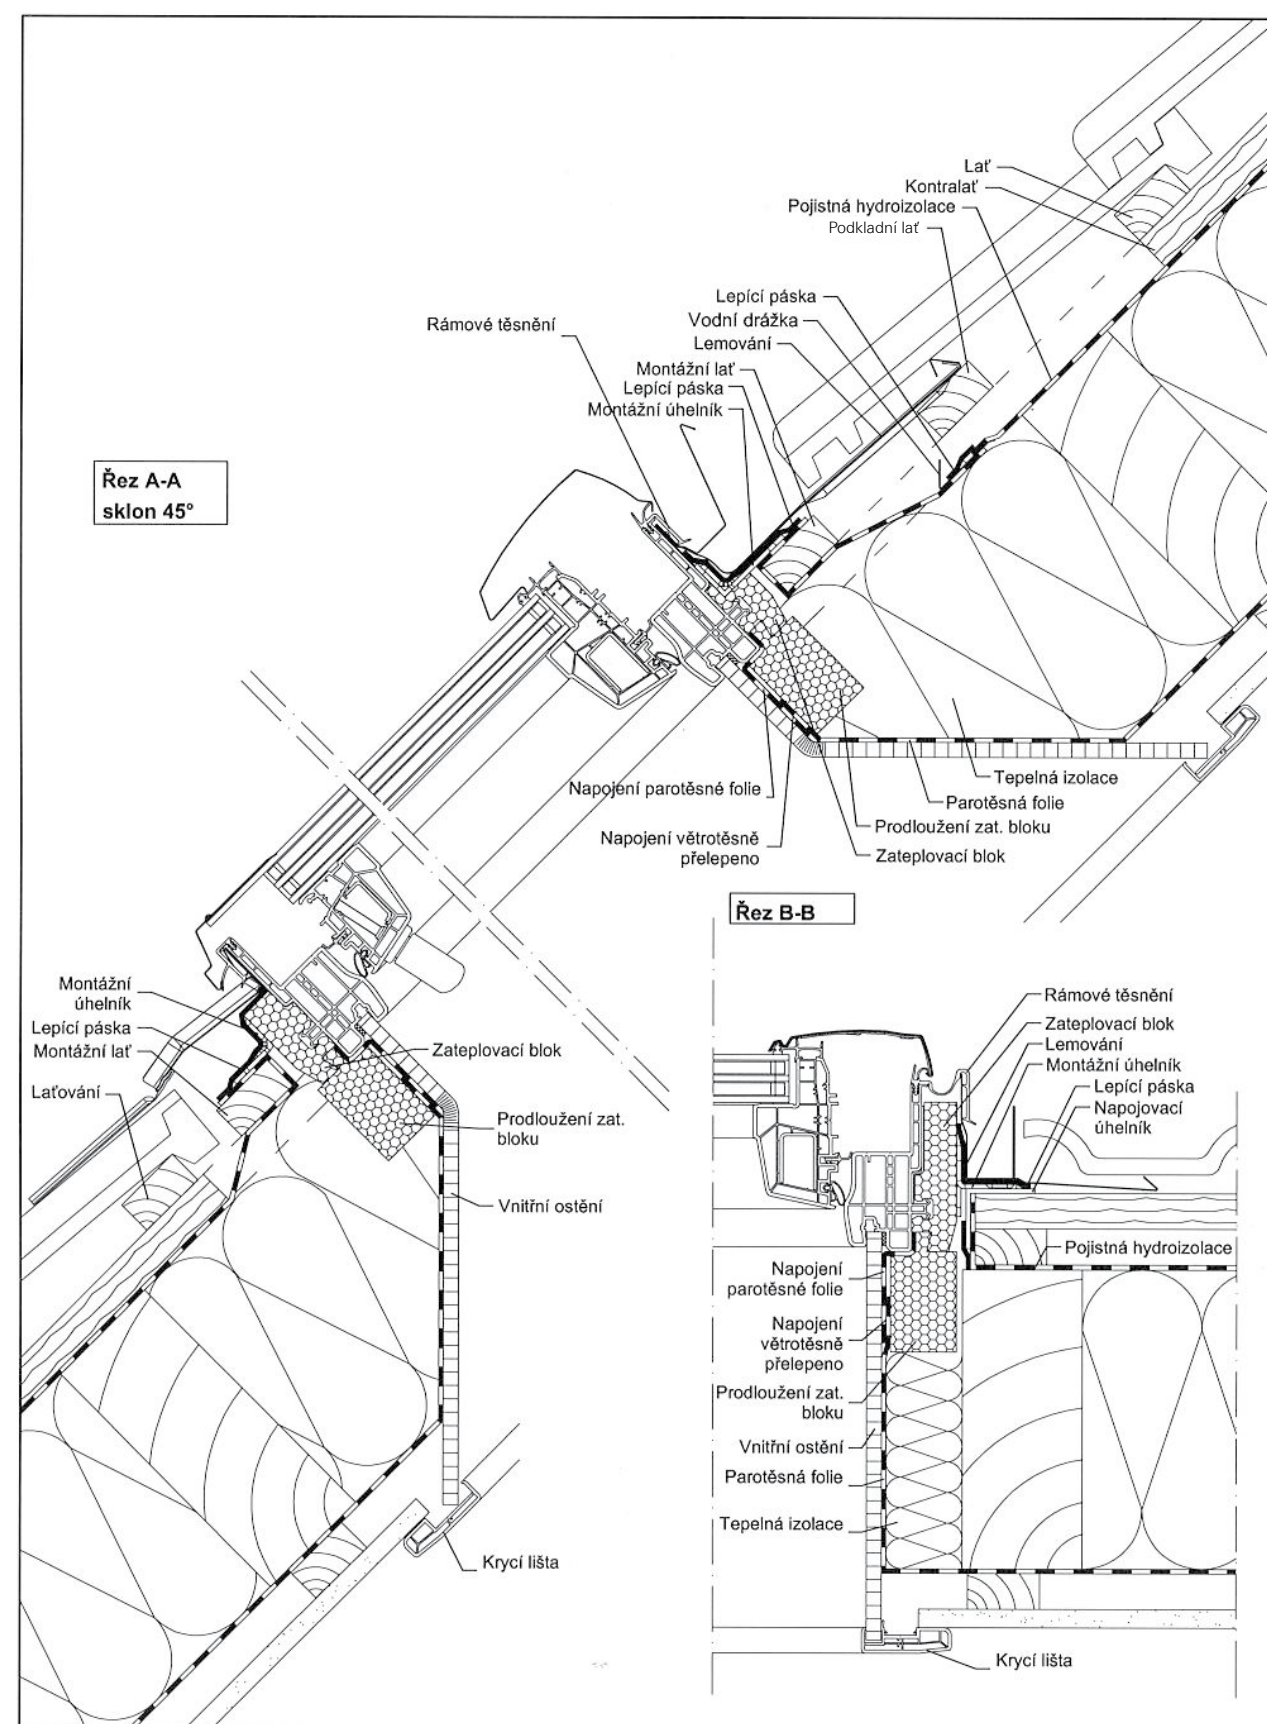 Lať
Kontralať
Pojistná hydroizolace
Podkladní lať
Lepící páska
Vodní drážka
Lemování
Rámové těsnění
Montážní lať
Lepící páska
Montážní úhelník
Řez A-A
sklon 45°
Tepelná izolace
Napojení parotěsné folie
Parotěsná folie
Prodloužení zat. bloku
Napojení větrotěsně
přelepeno
Zateplovací blok
Řez B-B
Montážní
úhelník
Lepící páska
Montážní lať
Laťování
Zateplovací blok
Prodloužení zat.
bloku
Vnitřní ostění
Krycí lišta
Rámové těsnění
Zateplovací blok
Lemování
Montážní úhelník
Lepící páska
Napojovací
úhelník
Pojistná hydroizolace
Napojení
parotěsné folie
Napojení
větrotěsně
přelepeno
Prodloužení zat.
bloku
Vnitřní ostění
Parotěsná folie
Tepelná izolace
Krycí lišta